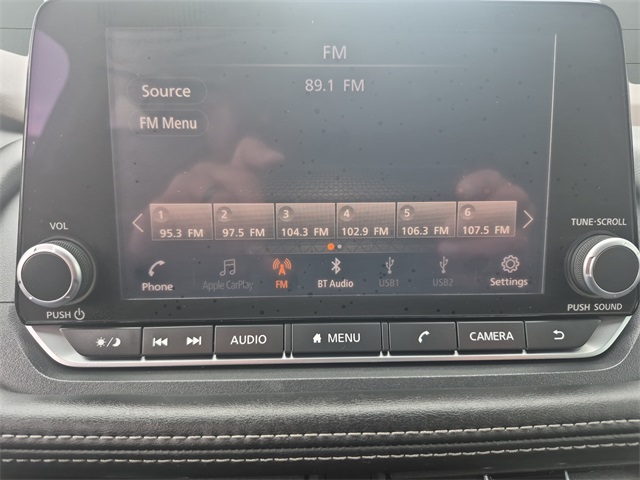 FM
89.1 FM
Source
FM Menu
1 2 3 4 5 6
95.3 FM 97.5 FM 104.3 FM 102.9 FM 106.3 FM 107.5 FM
VOL
TUNE·SCROLL
Phone Apple CarPlay FM BT Audio USB1 USB2 Settings
PUSH
PUSH SOUND
AUDIO MENU CAMERA